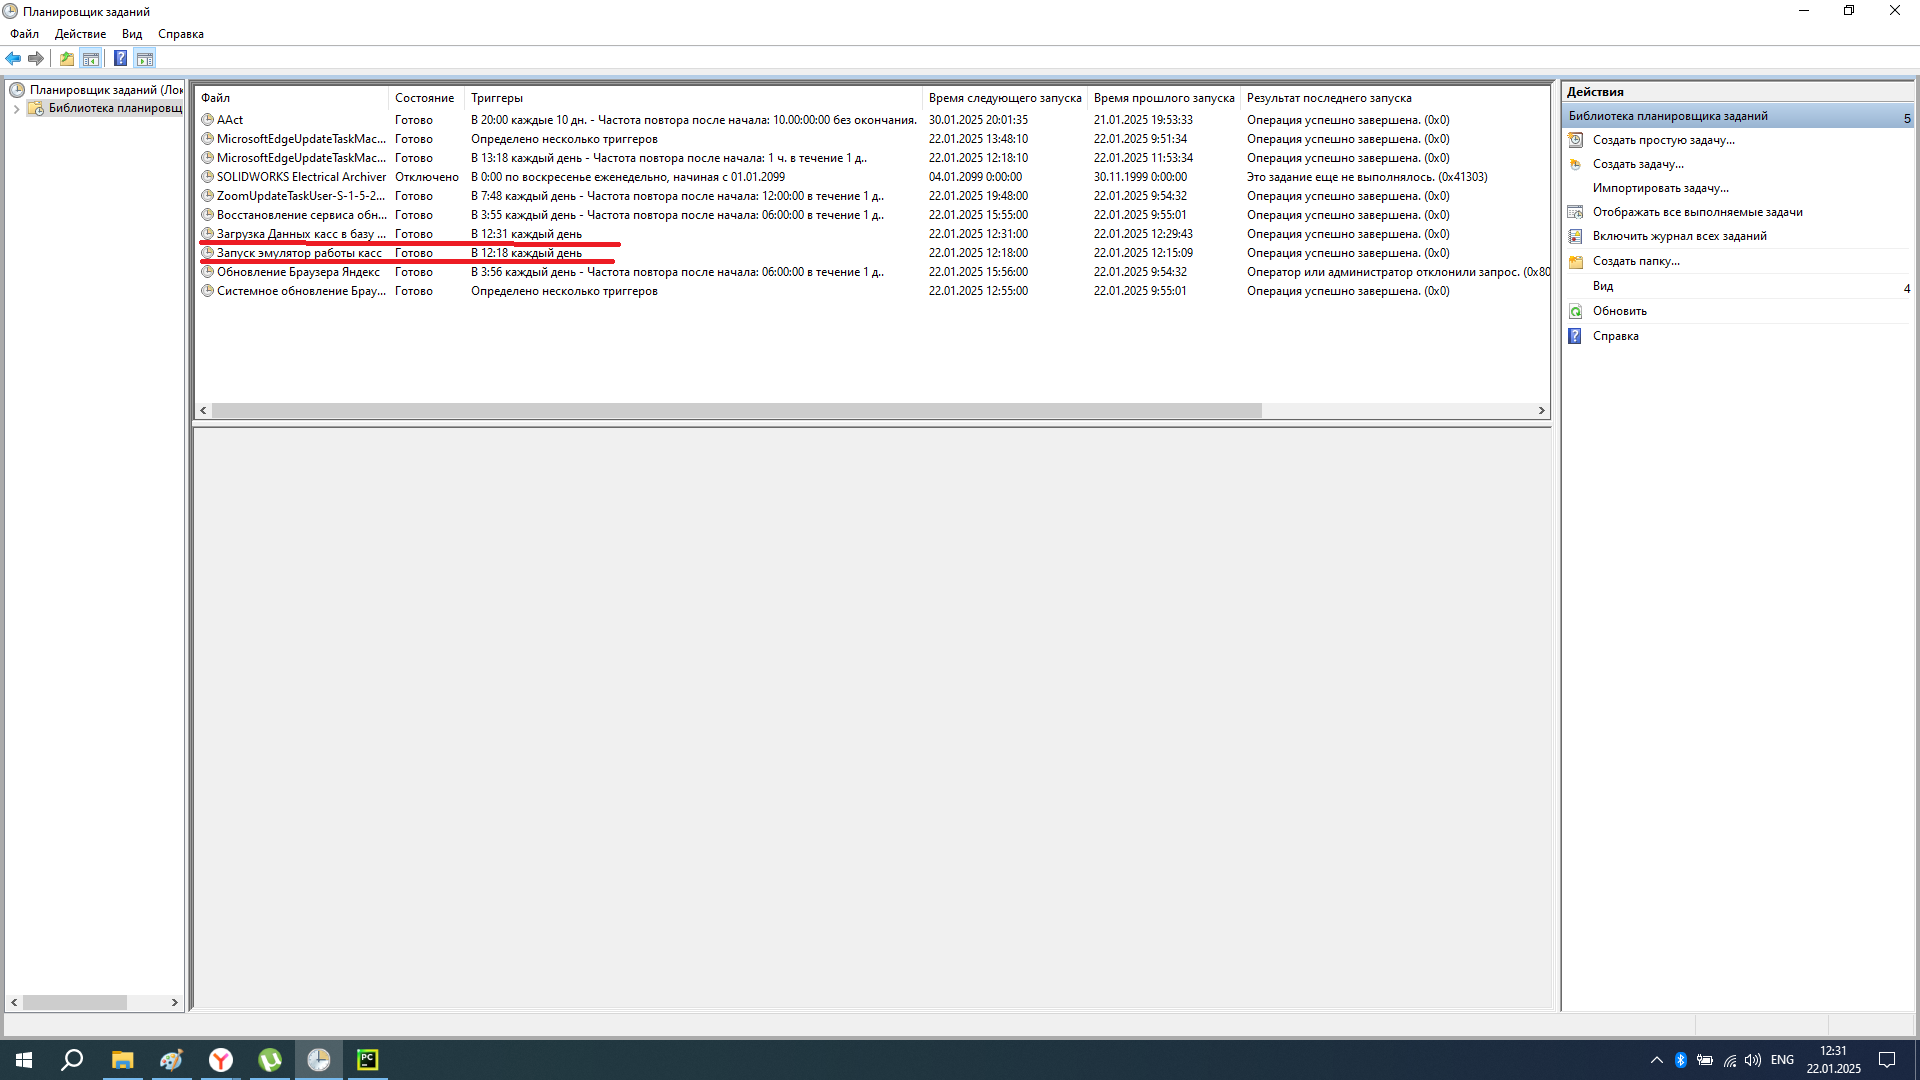 Планировщик заданий
Файл Действие Вид Справка
Планировщик заданий (Лок
Библиотека планировщ
Файл Состояние Триггеры Время следующего запуска Время прошлого запуска Результат последнего запуска
AAct Готово В 20:00 каждые 10 дн. - Частота повтора после начала: 10.00:00:00 без окончания. 30.01.2025 20:01:35 21.01.2025 19:53:33 Операция успешно завершена. (0x0)
MicrosoftEdgeUpdateTaskMac... Готово Определено несколько триггеров 22.01.2025 13:48:10 22.01.2025 9:51:34 Операция успешно завершена. (0x0)
MicrosoftEdgeUpdateTaskMac... Готово В 13:18 каждый день - Частота повтора после начала: 1 ч. в течение 1 д.. 22.01.2025 12:18:10 22.01.2025 11:53:34 Операция успешно завершена. (0x0)
SOLIDWORKS Electrical Archiver Отключено В 0:00 по воскресенье еженедельно, начиная с 01.01.2099 04.01.2099 0:00:00 30.11.1999 0:00:00 Это задание еще не выполнялось. (0x41303)
ZoomUpdateTaskUser-S-1-5-2... Готово В 7:48 каждый день - Частота повтора после начала: 12:00:00 в течение 1 д.. 22.01.2025 19:48:00 22.01.2025 9:54:32 Операция успешно завершена. (0x0)
Восстановление сервиса обн... Готово В 3:55 каждый день - Частота повтора после начала: 06:00:00 в течение 1 д.. 22.01.2025 15:55:00 22.01.2025 9:55:01 Операция успешно завершена. (0x0)
Загрузка Данных касс в базу ... Готово В 12:31 каждый день 22.01.2025 12:31:00 22.01.2025 12:29:43 Операция успешно завершена. (0x0)
Запуск эмулятор работы касс Готово В 12:18 каждый день 22.01.2025 12:18:00 22.01.2025 12:15:09 Операция успешно завершена. (0x0)
Обновление Браузера Яндекс Готово В 3:56 каждый день - Частота повтора после начала: 06:00:00 в течение 1 д.. 22.01.2025 15:56:00 22.01.2025 9:54:32 Оператор или администратор отклонили запрос. (0x80
Системное обновление Брау... Готово Определено несколько триггеров 22.01.2025 12:55:00 22.01.2025 9:55:01 Операция успешно завершена. (0x0)
Действия
Библиотека планировщика заданий 5
Создать простую задачу...
Создать задачу...
Импортировать задачу...
Отображать все выполняемые задачи
Включить журнал всех заданий
Создать папку...
Вид 4
Обновить
Справка
PC
ENG 12:31
22.01.2025